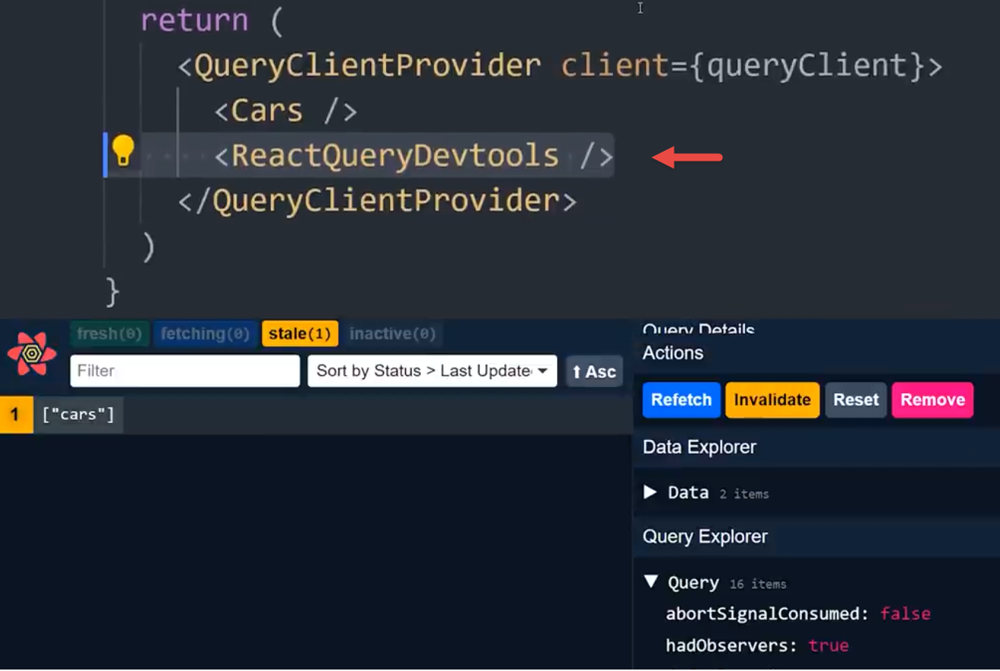 return (
<QueryClientProvider client={queryClient}>
<Cars />
<ReactQueryDevtools />
</QueryClientProvider>
)
}
fresh(0) fetching(0) stale(1) inactive(0)
Filter Sort by Status > Last Update ⬆ Asc
1 ["cars"]
Query Details
Actions
Refetch Invalidate Reset Remove
Data Explorer
▶ Data 2 items
Query Explorer
▼ Query 16 items
abortSignalConsumed: false
hadObservers: true